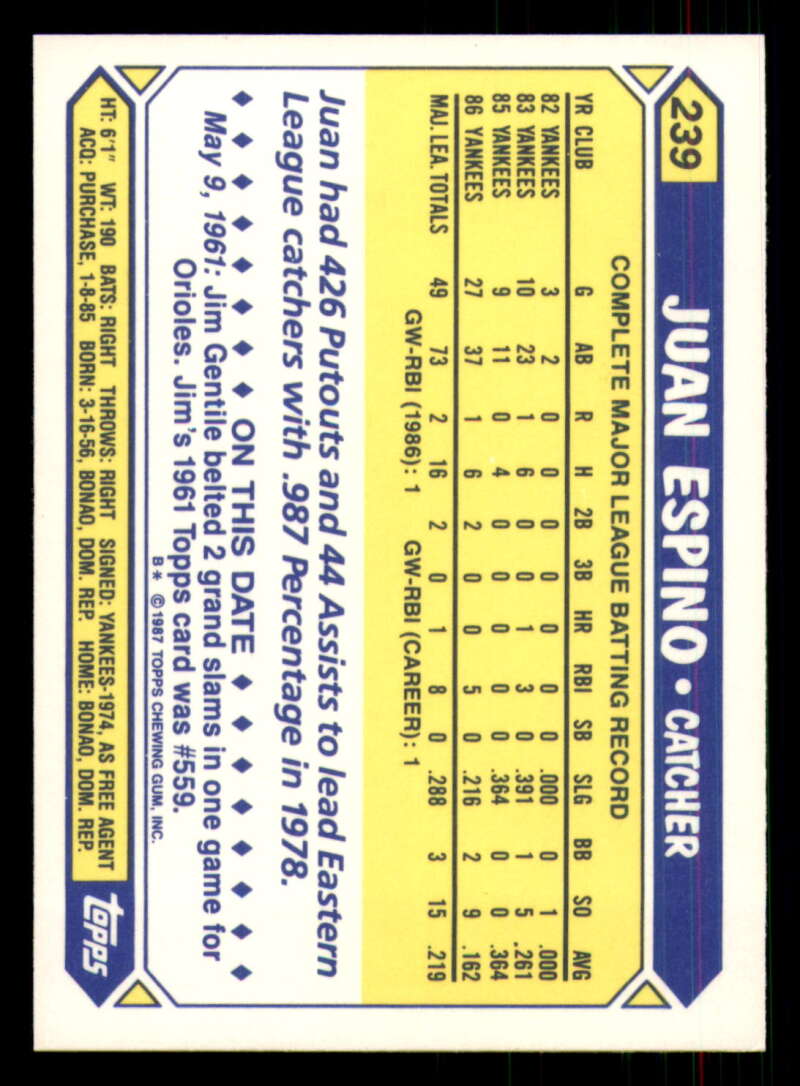 239
JUAN ESPINO • CATCHER
COMPLETE MAJOR LEAGUE BATTING RECORD
YR CLUB G AB R H 2B 3B HR RBI SB SLG BB SO AVG
82 YANKEES 3 2 0 0 0 0 0 0 0 .000 0 1 .000
83 YANKEES 10 23 1 6 0 0 1 3 0 .391 1 5 .261
85 YANKEES 9 11 0 4 0 0 0 0 0 .364 0 0 .364
86 YANKEES 27 37 1 6 2 0 0 5 0 .216 2 9 .162
MAJ. LEA. TOTALS 49 73 2 16 2 0 1 8 0 .288 3 15 .219
GW-RBI (1986): 1 GW-RBI (CAREER): 1
Juan had 426 Putouts and 44 Assists to lead Eastern
League catchers with .987 Percentage in 1978.
◆ ◆ ◆ ◆ ◆ ◆ ◆ ◆ ON THIS DATE ◆ ◆ ◆ ◆ ◆ ◆ ◆ ◆
May 9, 1961: Jim Gentile belted 2 grand slams in one game for
Orioles. Jim's 1961 Topps card was #559.
B* ©1987 TOPPS CHEWING GUM, INC.
HT: 6'1" WT: 190 BATS: RIGHT THROWS: RIGHT SIGNED: YANKEES-1974, AS FREE AGENT
ACQ: PURCHASE, 1-8-85 BORN: 3-16-56, BONAO, DOM. REP. HOME: BONAO, DOM. REP.
topps